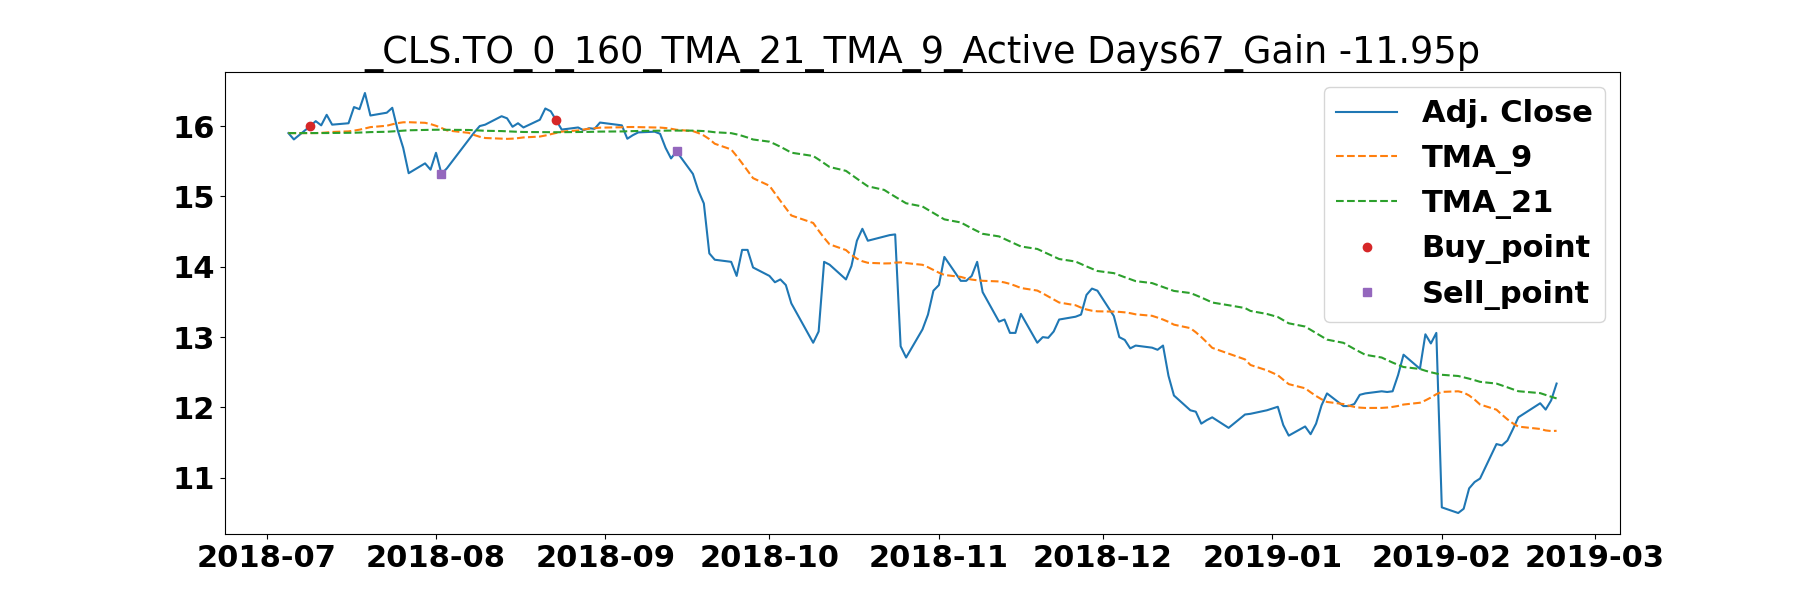 _CLS.TO_0_160_TMA_21_TMA_9_Active Days67_Gain -11.95p
Adj. Close
TMA_9
TMA_21
Buy_point
Sell_point
16
15
14
13
12
11
2018-07 2018-08 2018-09 2018-10 2018-11 2018-12 2019-01 2019-02 2019-03